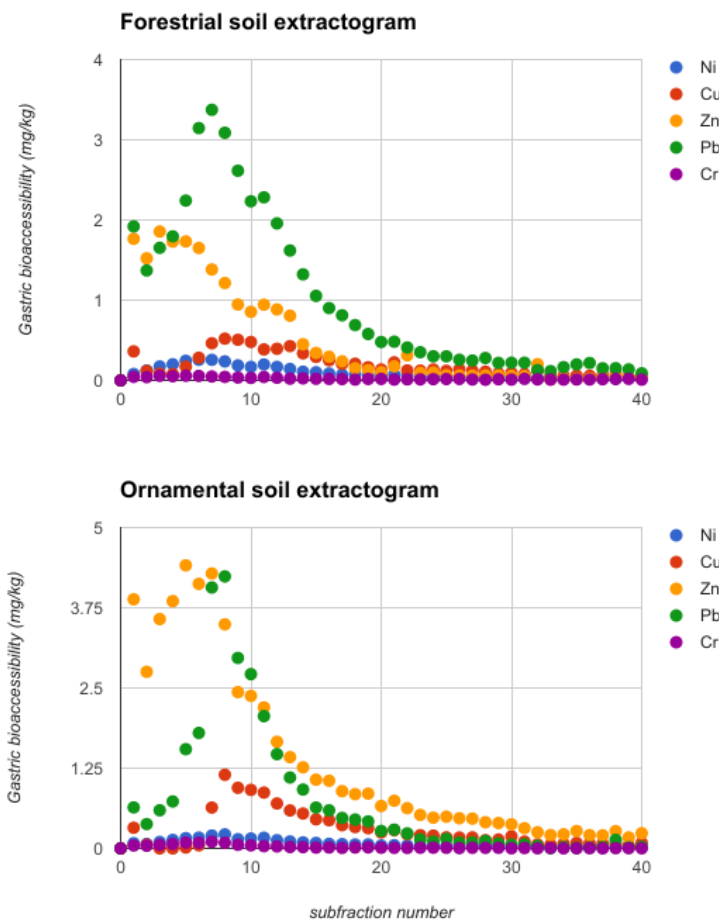 Forestrial soil extractogram
Gastric bioaccessibility (mg/kg)
4
3
2
1
0
0 10 20 30 40
Ni
Cu
Zn
Pb
Cr
Ornamental soil extractogram
Gastric bioaccessibility (mg/kg)
5
3.75
2.5
1.25
0
0 10 20 30 40
Ni
Cu
Zn
Pb
Cr
subfraction number